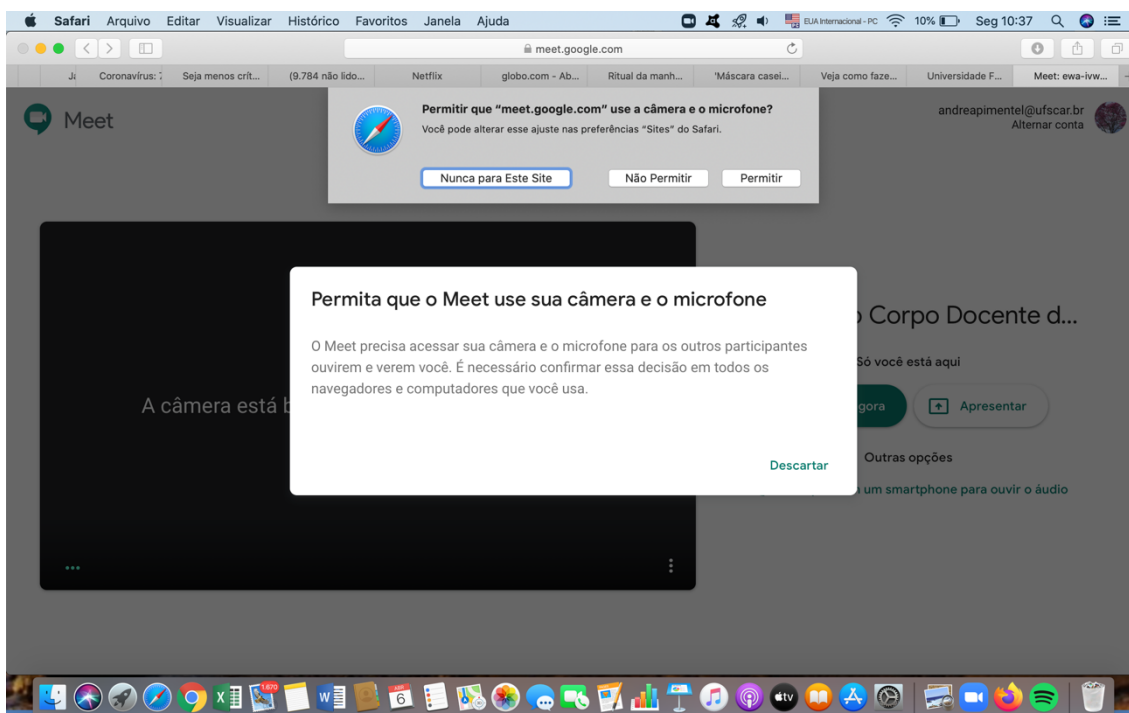 Safari Arquivo Editar Visualizar Histórico Favoritos Janela Ajuda EUA Internacional - PC 10% Seg 10:37
meet.google.com
Coronavírus: Seja menos crít... (9.784 não lido... Netflix globo.com - Ab... Ritual da manh... 'Máscara casei... Veja como faze... Universidade F... Meet: ewa-ivw...
Permitir que "meet.google.com" use a câmera e o microfone?
Você pode alterar esse ajuste nas preferências "Sites" do Safari.
Nunca para Este Site Não Permitir Permitir
Meet
andreapimentel@ufscar.br
Alternar conta
Permita que o Meet use sua câmera e o microfone
O Meet precisa acessar sua câmera e o microfone para os outros participantes
ouvirem e verem você. É necessário confirmar essa decisão em todos os
navegadores e computadores que você usa.
Descartar
A câmera está
Corpo Docente d...
Só você está aqui
gora Apresentar
Outras opções
um smartphone para ouvir o áudio
1.670
ABR
6
tv